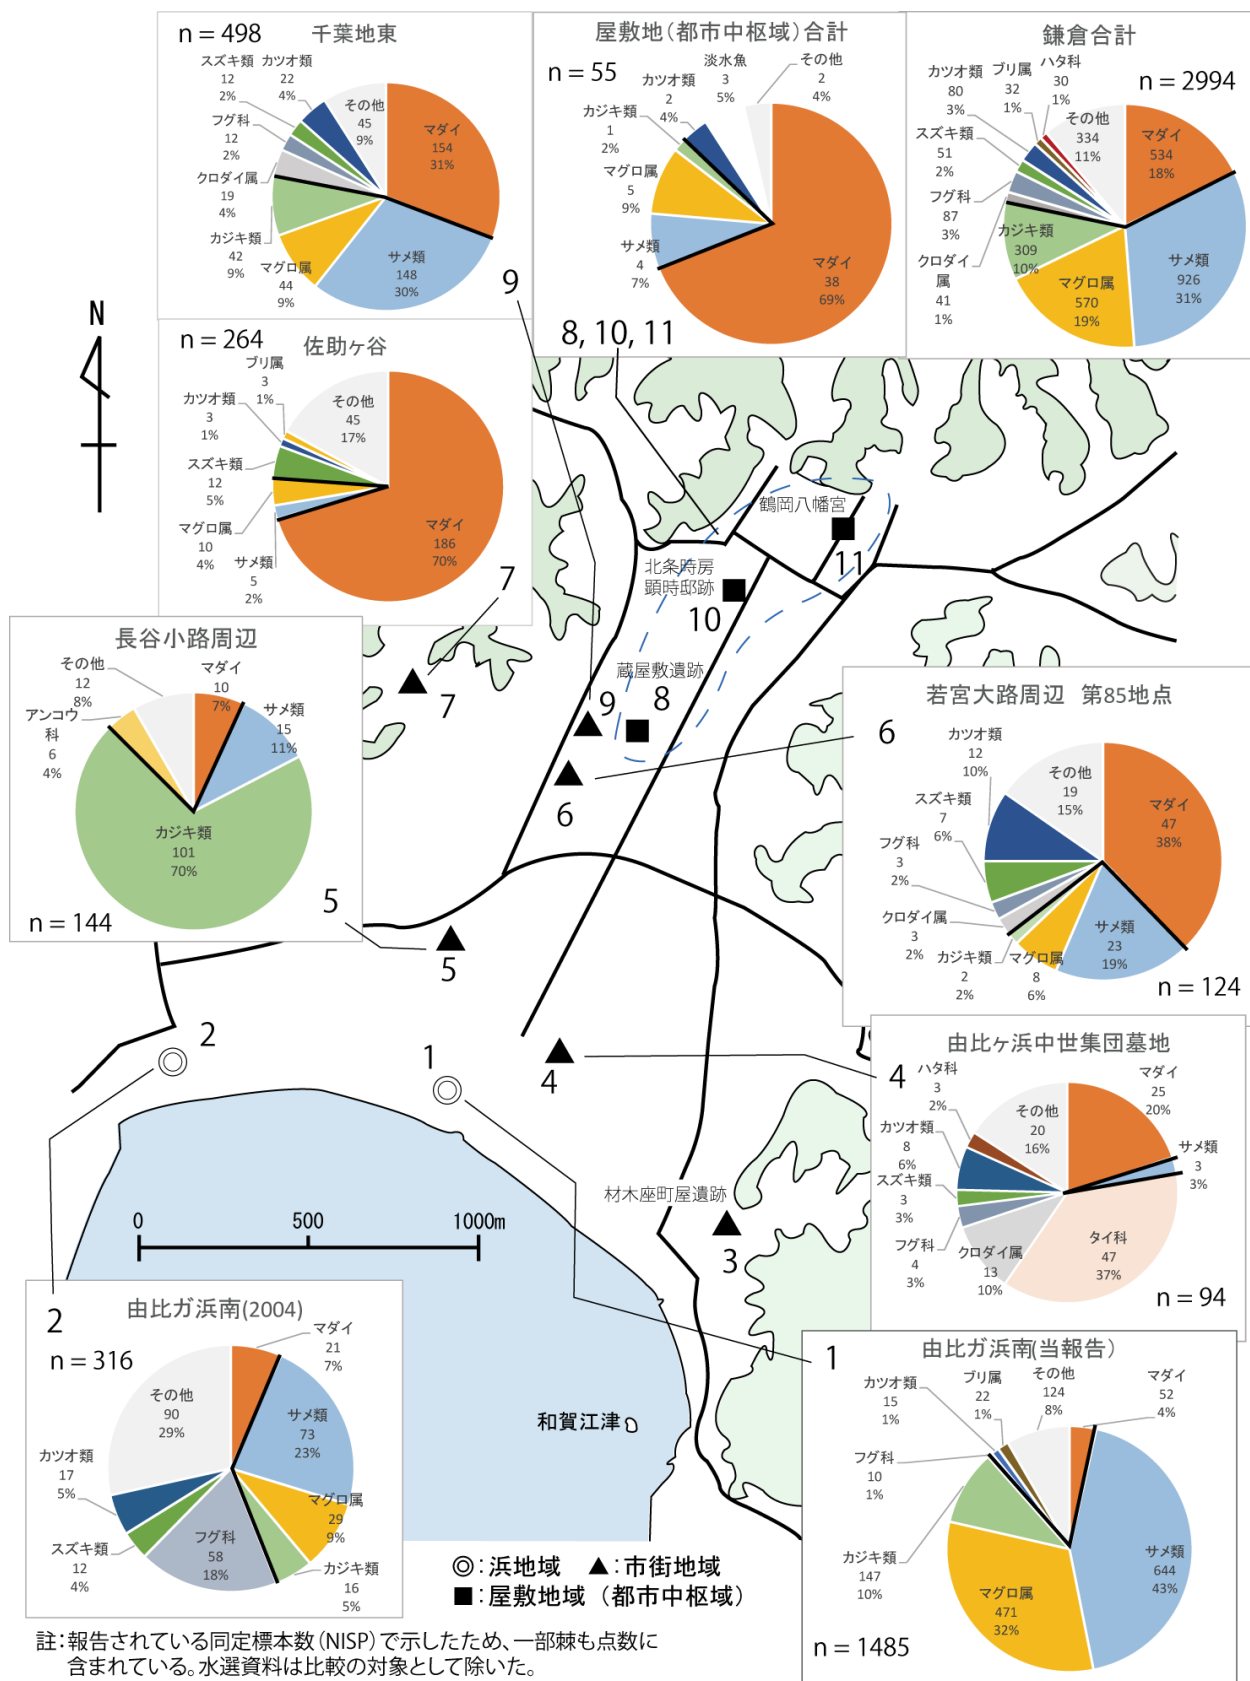 n = 498
千葉地東
スズキ類
12
2%
カツオ類
22
4%
フグ科
12
2%
クロダイ属
19
4%
カジキ類
42
9%
マグロ属
44
9%
その他
45
9%
マダイ
154
31%
サメ類
148
30%
屋敷地（都市中枢域）合計
n = 55
淡水魚
3
5%
その他
2
4%
カツオ類
2
4%
カジキ類
1
2%
マグロ属
5
9%
サメ類
4
7%
マダイ
38
69%
8, 10, 11
鎌倉合計
n = 2994
カツオ類
80
3%
ブリ属
32
1%
ハタ科
30
1%
スズキ類
51
2%
フグ科
87
3%
クロダイ
属
41
1%
その他
334
11%
マダイ
534
18%
カジキ類
309
10%
マグロ属
570
19%
サメ類
926
31%
N
9
n = 264
佐助ヶ谷
ブリ属
3
1%
カツオ類
3
1%
スズキ類
12
5%
マグロ属
10
4%
サメ類
5
2%
その他
45
17%
マダイ
186
70%
7
鶴岡八幡宮
11
北条時房
顕時邸跡
10
蔵屋敷遺跡
8
9
7
6
長谷小路周辺
その他
12
8%
マダイ
10
7%
サメ類
15
11%
アンコウ
科
6
4%
カジキ類
101
70%
n = 144
5
5
若宮大路周辺 第85地点
6
カツオ類
12
10%
スズキ類
7
6%
フグ科
3
2%
クロダイ属
3
2%
カジキ類
2
2%
マグロ属
8
6%
その他
19
15%
マダイ
47
38%
サメ類
23
19%
n = 124
2
1
4
由比ヶ浜中世集団墓地
4
ハタ科
3
2%
カツオ類
8
6%
スズキ類
3
3%
フグ科
4
3%
クロダイ属
13
10%
その他
20
16%
マダイ
25
20%
サメ類
3
3%
タイ科
47
37%
n = 94
材木座町屋遺跡
3
0
500
1000m
2
由比ガ浜南(2004)
n = 316
マダイ
21
7%
その他
90
29%
サメ類
73
23%
カツオ類
17
5%
マグロ属
29
9%
スズキ類
12
4%
フグ科
58
18%
カジキ類
16
5%
和賀江津
由比ガ浜南(当報告）
1
カツオ類
15
1%
ブリ属
22
1%
その他
124
8%
マダイ
52
4%
フグ科
10
1%
カジキ類
147
10%
マグロ属
471
32%
サメ類
644
43%
n = 1485
◎：浜地域 ▲：市街地域
■：屋敷地域（都市中枢域）
註：報告されている同定標本数（NISP）で示したため、一部棘も点数に
含まれている。水選資料は比較の対象として除いた。